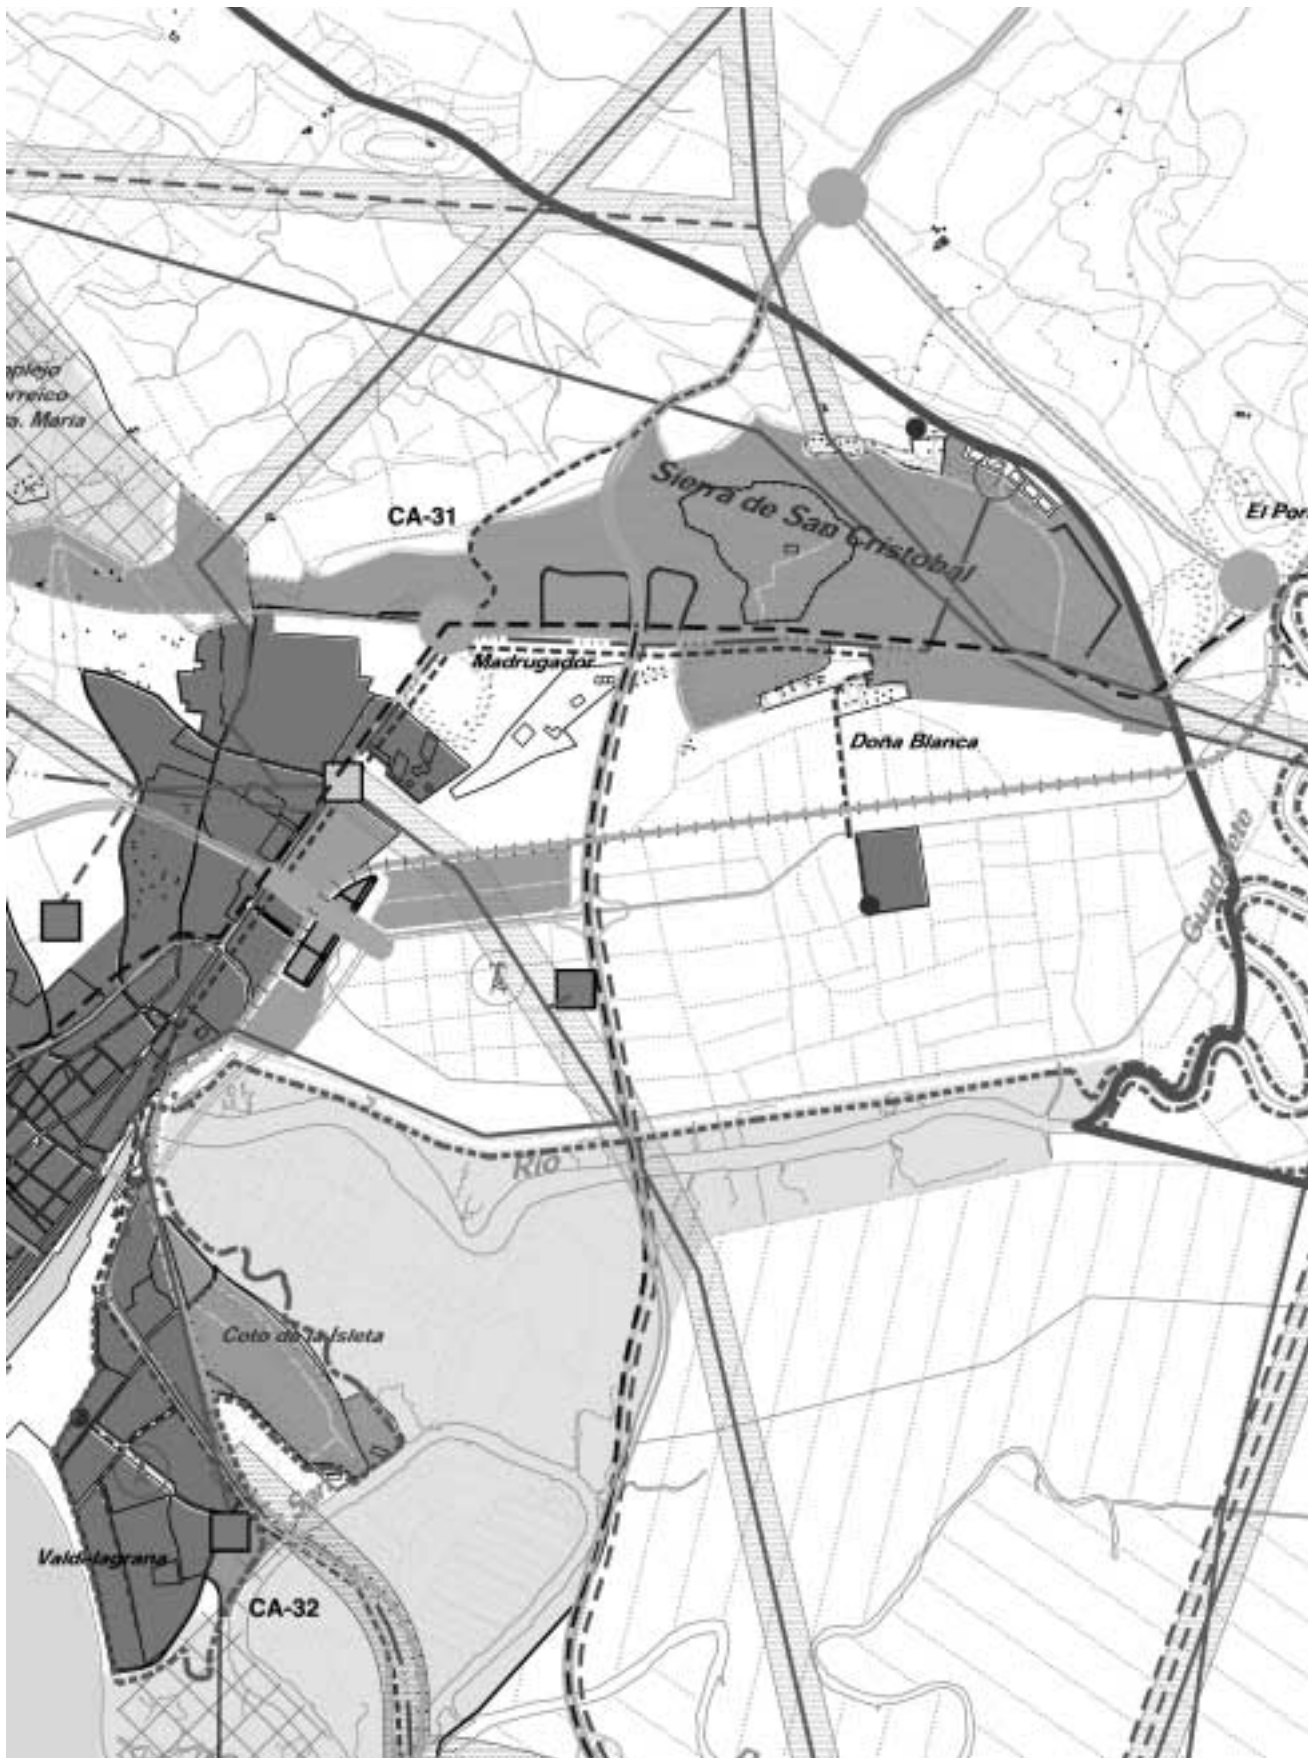 María
CA-31
Sierra de San Cristobal
El Por
Madrugador
Doña Blanca
Guadalete
Río
Coto de la Isleta
Valdelagrana
CA-32